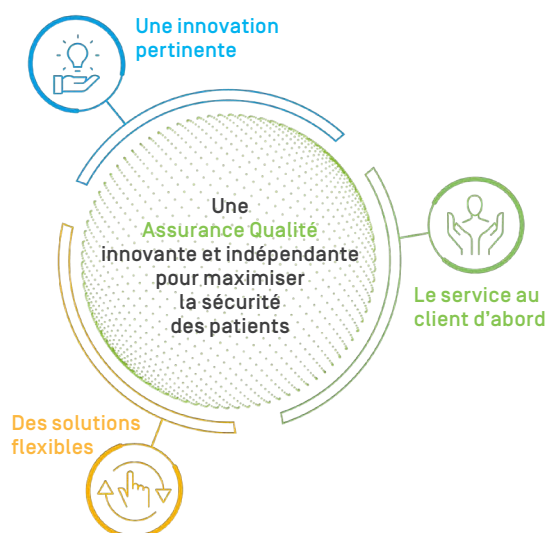 Une innovation
pertinente
Une
Assurance Qualité
innovante et indépendante
pour maximiser
la sécurité
des patients
Le service au
client d'abord
Des solutions
flexibles